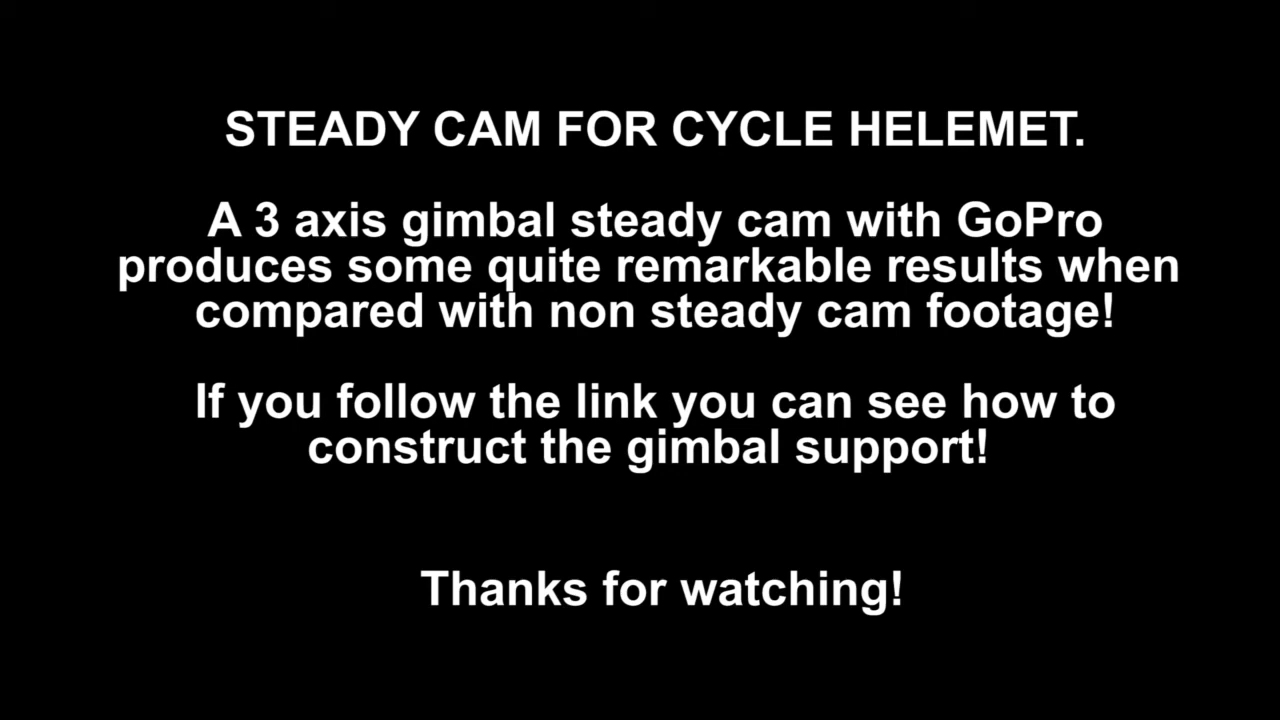 STEADY CAM FOR CYCLE HELEMET.
A 3 axis gimbal steady cam with GoPro
produces some quite remarkable results when
compared with non steady cam footage!
If you follow the link you can see how to
construct the gimbal support!
Thanks for watching!